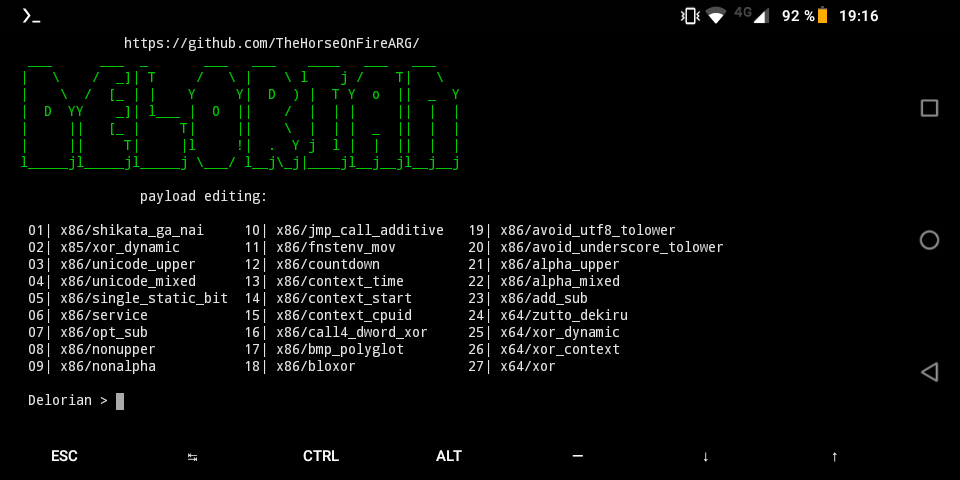 4G 92 % 19:16
https://github.com/TheHorseOnFireARG/
DELORIAN
payload editing:
01| x86/shikata_ga_nai 10| x86/jmp_call_additive 19| x86/avoid_utf8_tolower
02| x85/xor_dynamic 11| x86/fnstenv_mov 20| x86/avoid_underscore_tolower
03| x86/unicode_upper 12| x86/countdown 21| x86/alpha_upper
04| x86/unicode_mixed 13| x86/context_time 22| x86/alpha_mixed
05| x86/single_static_bit 14| x86/context_start 23| x86/add_sub
06| x86/service 15| x86/context_cpuid 24| x64/zutto_dekiru
07| x86/opt_sub 16| x86/call4_dword_xor 25| x64/xor_dynamic
08| x86/nonupper 17| x86/bmp_polyglot 26| x64/xor_context
09| x86/nonalpha 18| x86/bloxor 27| x64/xor
Delorian >
ESC ↹ CTRL ALT — ↓ ↑